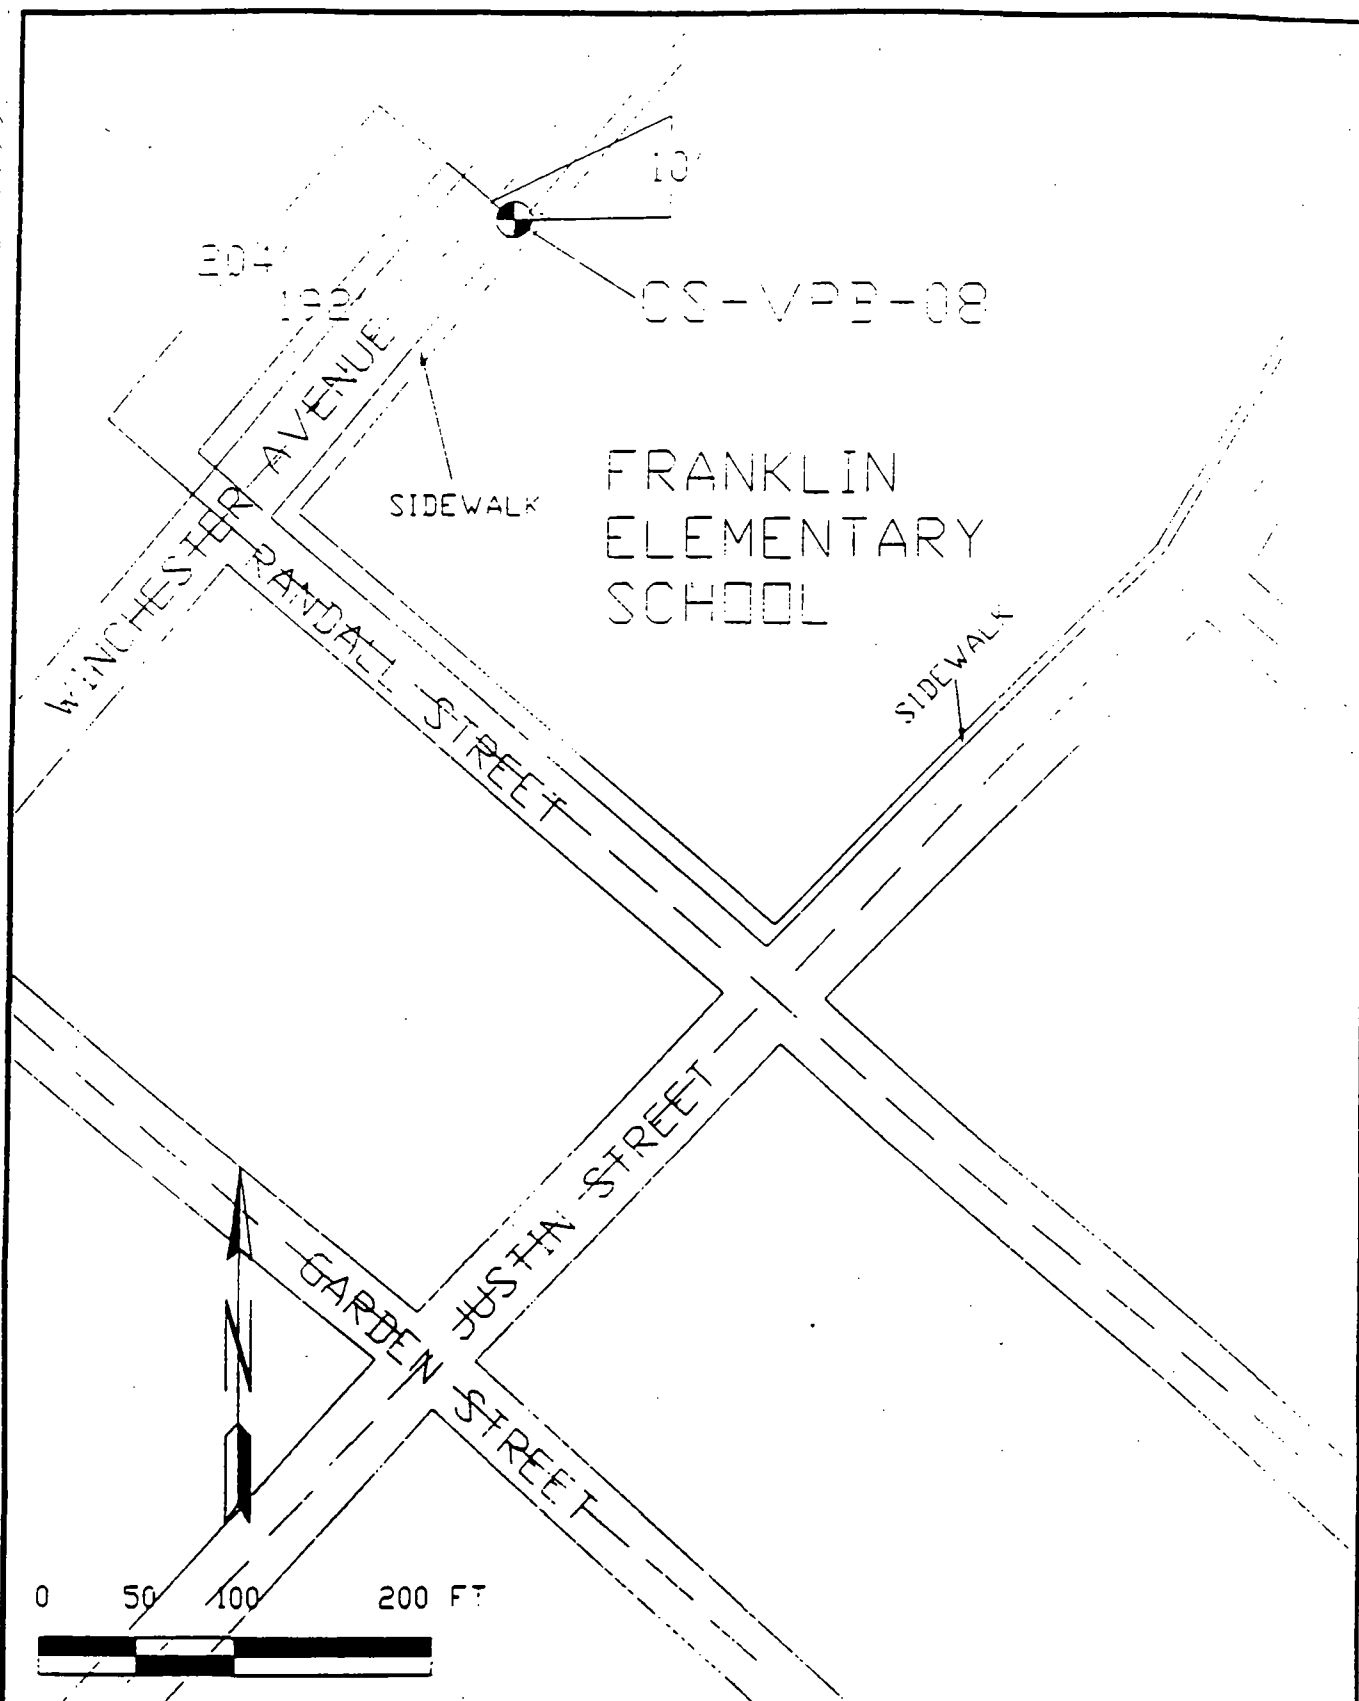 10'
204'
192'
CS-VPB-08
WINCHESTER AVENUE
SIDEWALK
FRANKLIN
ELEMENTARY
SCHOOL
RANDALL STREET
SIDEWALK
JUSTIN STREET
GARDEN STREET
N
0 50 100 200 FT